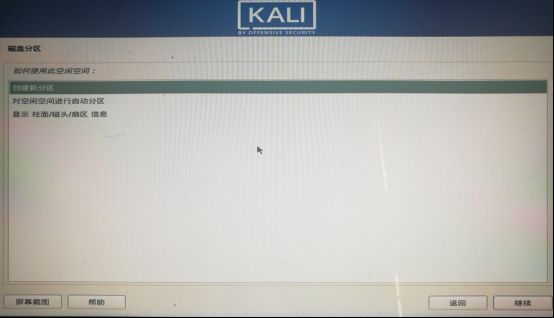 KALI
BY OFFENSIVE SECURITY
磁盘分区
如何使用此空闲空间：
创建新分区
对空闲空间进行自动分区
显示 柱面/磁头/扇区 信息
屏幕截图
帮助
返回
继续